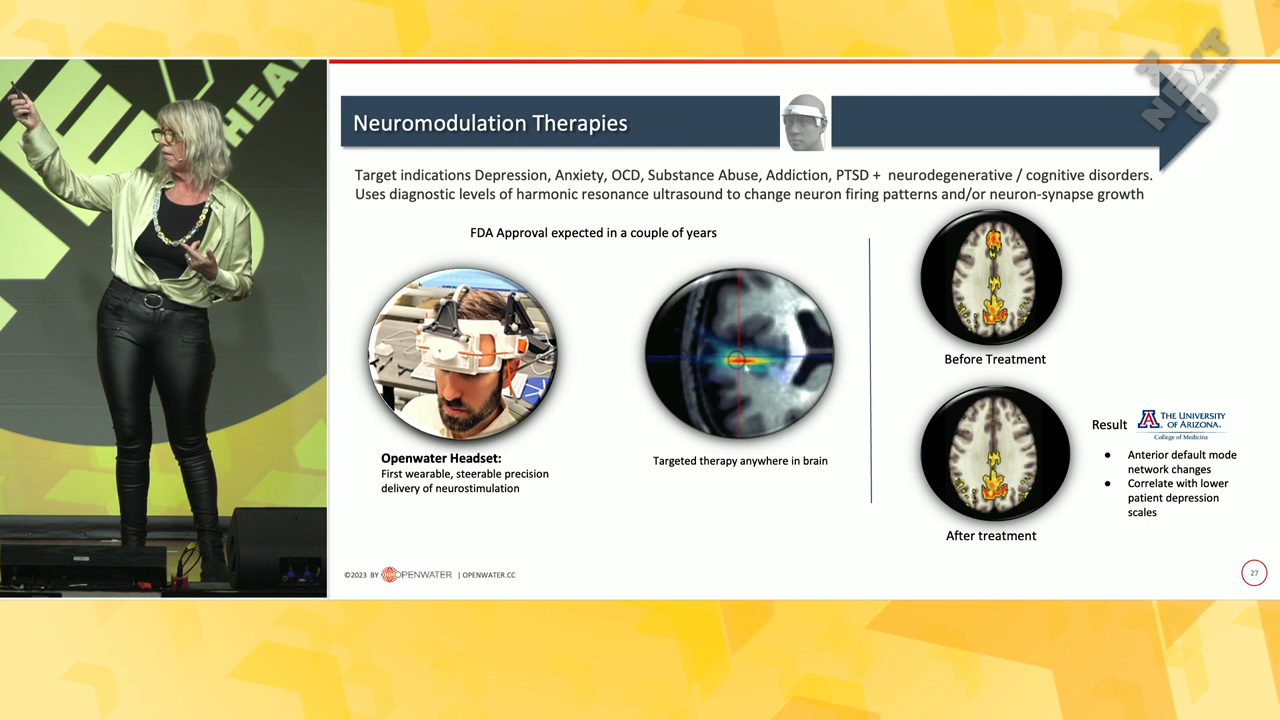 HEALTH
NEXT
Neuromodulation Therapies
Target indications Depression, Anxiety, OCD, Substance Abuse, Addiction, PTSD + neurodegenerative / cognitive disorders.
Uses diagnostic levels of harmonic resonance ultrasound to change neuron firing patterns and/or neuron-synapse growth
FDA Approval expected in a couple of years
Openwater Headset:
First wearable, steerable precision
delivery of neurostimulation
Targeted therapy anywhere in brain
Before Treatment
After treatment
Result
A
THE UNIVERSITY
OF ARIZONA®
College of Medicine
● Anterior default mode
network changes
● Correlate with lower
patient depression
scales
©2023 BY OPENWATER | OPENWATER.CC
27